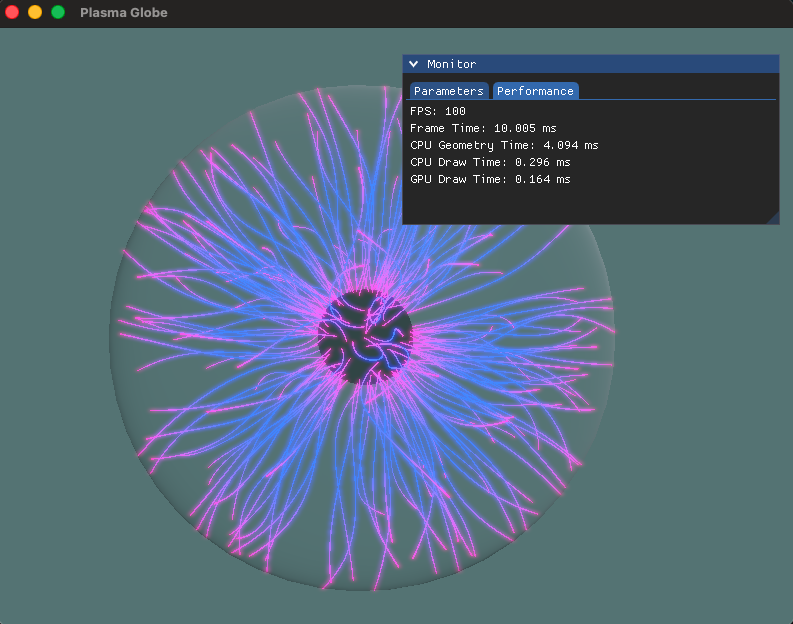 Plasma Globe
Monitor
Parameters Performance
FPS: 100
Frame Time: 10.005 ms
CPU Geometry Time: 4.094 ms
CPU Draw Time: 0.296 ms
GPU Draw Time: 0.164 ms